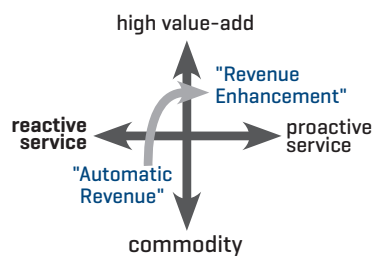 high value-add
"Revenue
Enhancement"
reactive
service
proactive
service
"Automatic
Revenue"
commodity